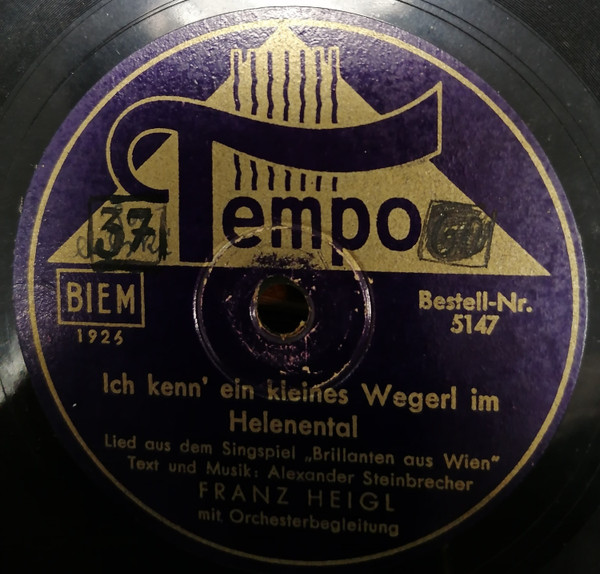 Tempo
37
BIEM
1926
Bestell-Nr.
5147
Ich kenn' ein kleines Wegerl im
Helenental
Lied aus dem Singspiel „Brillanten aus Wien"
Text und Musik: Alexander Steinbrecher
FRANZ HEIGL
mit Orchesterbegleitung